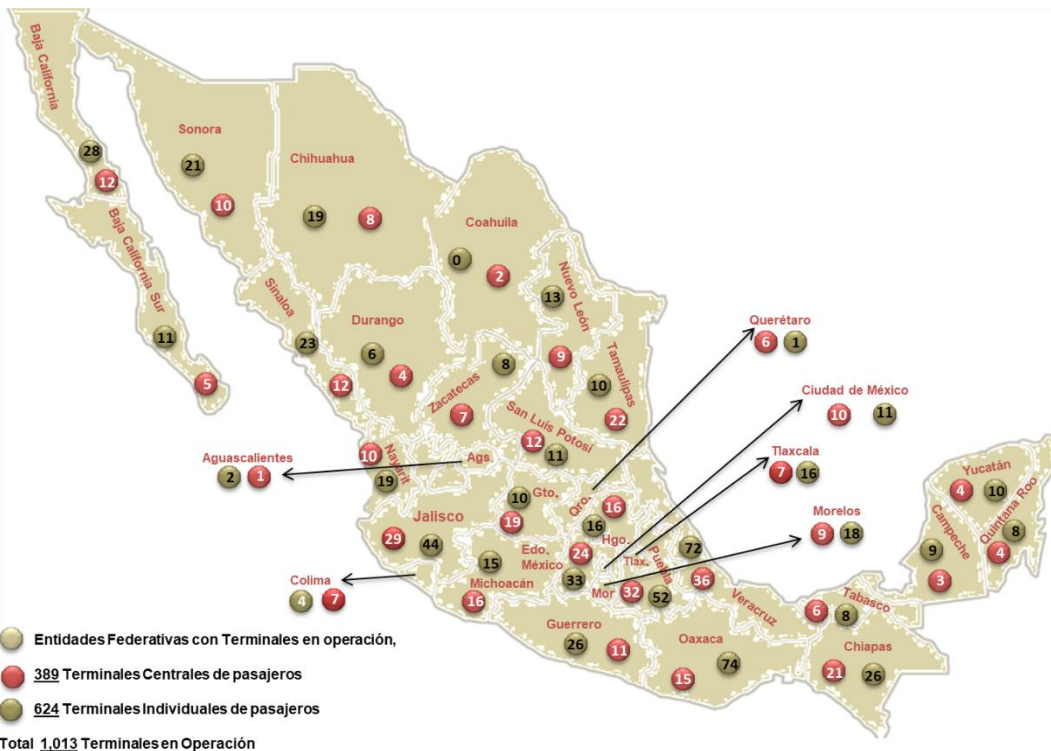 Baja California
28
12
Sonora
21
10
Chihuahua
19
8
Coahuila
0
2
Nuevo León
13
9
Baja California Sur
11
5
Sinaloa
23
12
Durango
6
4
Zacatecas
8
7
Tamaulipas
10
22
San Luis Potosí
12
11
Querétaro
6 1
Ciudad de México
10 11
Tlaxcala
7 16
Morelos
9 18
Aguascalientes
2 1
Ags.
Nayarit
10
19
Jalisco
29
44
Gto.
10
19
Qro.
Hgo.
16
16
Edo.
México
24
33
Tlax.
Mor
Puebla
32
52
Michoacán
15
16
Colima
4 7
Veracruz
72
36
Guerrero
26
11
Oaxaca
15
74
Tabasco
6
8
Chiapas
21
26
Campeche
9
3
Yucatán
4 10
Quintana Roo
8
4
Entidades Federativas con Terminales en operación,
389 Terminales Centrales de pasajeros
624 Terminales Individuales de pasajeros
Total 1,013 Terminales en Operación